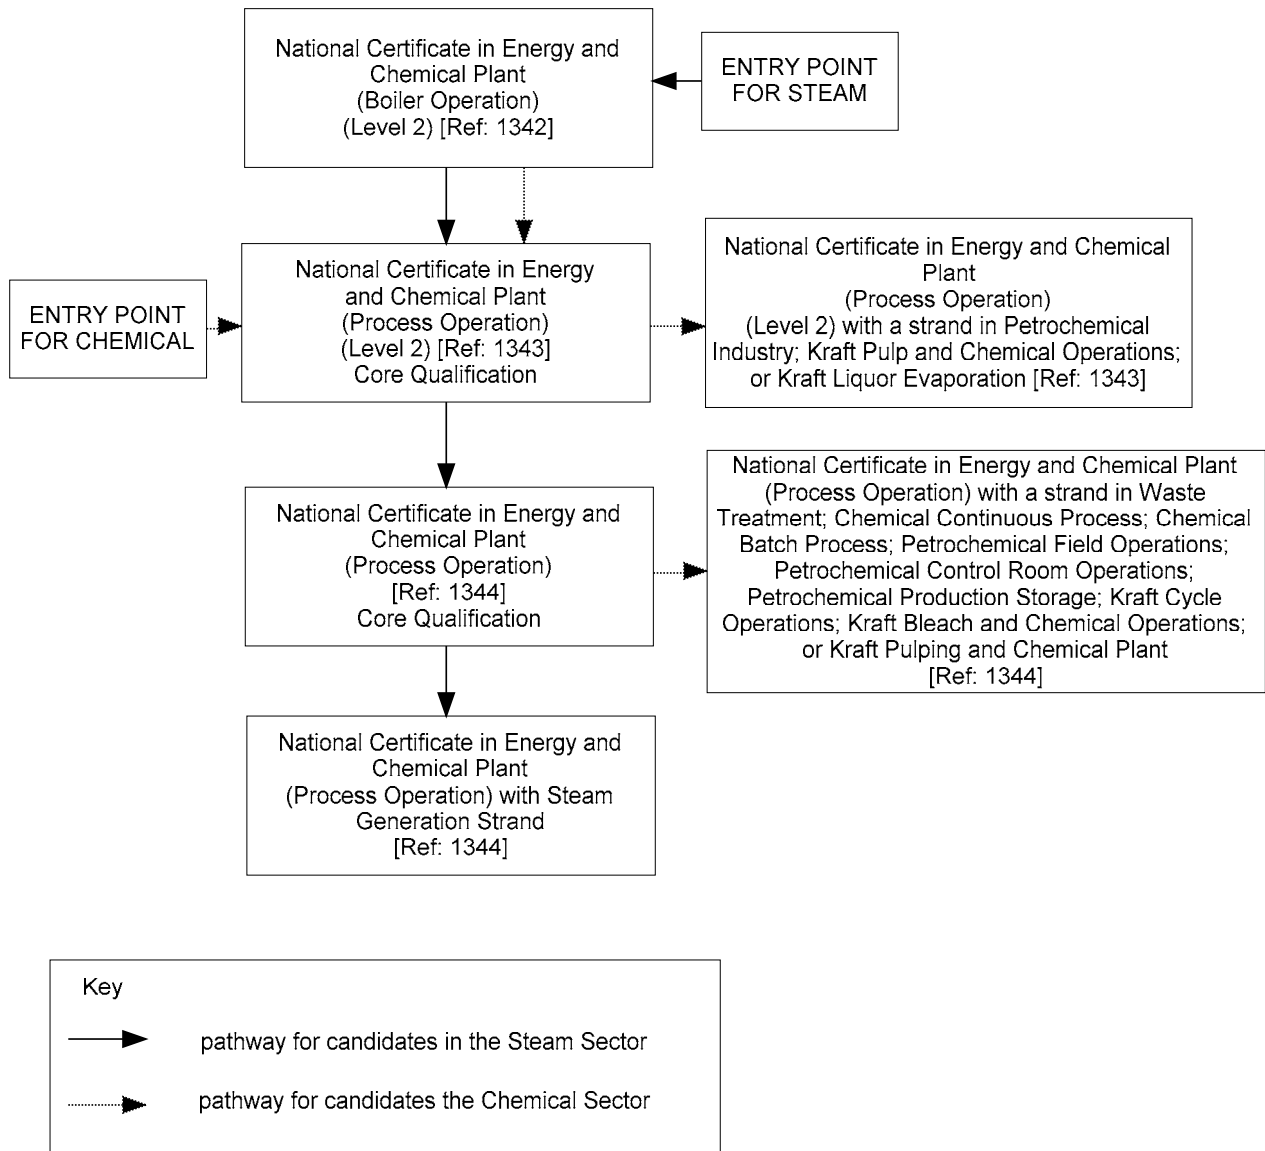 National Certificate in Energy and
Chemical Plant
(Boiler Operation)
(Level 2) [Ref: 1342]
ENTRY POINT
FOR STEAM
ENTRY POINT
FOR CHEMICAL
National Certificate in Energy
and Chemical Plant
(Process Operation)
(Level 2) [Ref: 1343]
Core Qualification
National Certificate in Energy and Chemical
Plant
(Process Operation)
(Level 2) with a strand in Petrochemical
Industry; Kraft Pulp and Chemical Operations;
or Kraft Liquor Evaporation [Ref: 1343]
National Certificate in Energy and
Chemical Plant
(Process Operation)
[Ref: 1344]
Core Qualification
National Certificate in Energy and Chemical Plant
(Process Operation) with a strand in Waste
Treatment; Chemical Continuous Process; Chemical
Batch Process; Petrochemical Field Operations;
Petrochemical Control Room Operations;
Petrochemical Production Storage; Kraft Cycle
Operations; Kraft Bleach and Chemical Operations;
or Kraft Pulping and Chemical Plant
[Ref: 1344]
National Certificate in Energy and
Chemical Plant
(Process Operation) with Steam
Generation Strand
[Ref: 1344]
Key
pathway for candidates in the Steam Sector
pathway for candidates the Chemical Sector